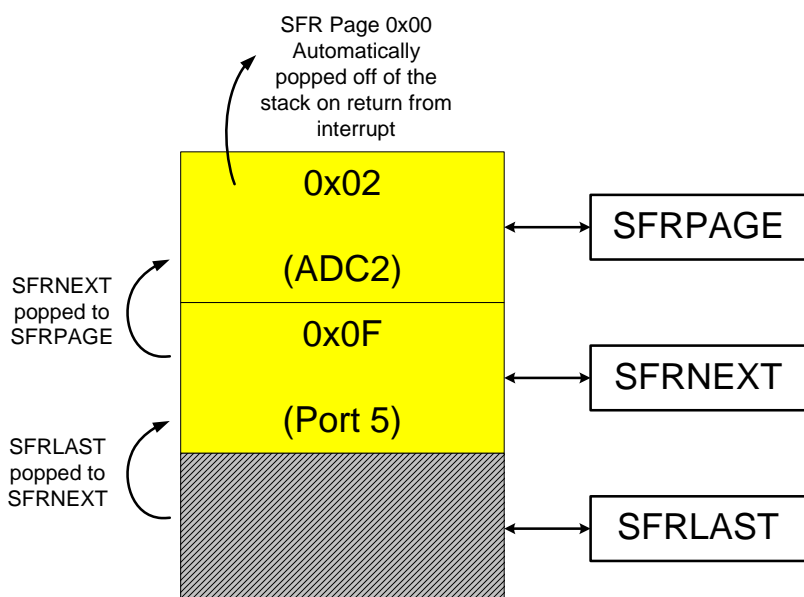 SFR Page 0x00
Automatically
popped off of the
stack on return from
interrupt
0x02
(ADC2)
SFRPAGE
SFRNEXT
popped to
SFRPAGE
0x0F
(Port 5)
SFRNEXT
SFRLAST
popped to
SFRNEXT
SFRLAST